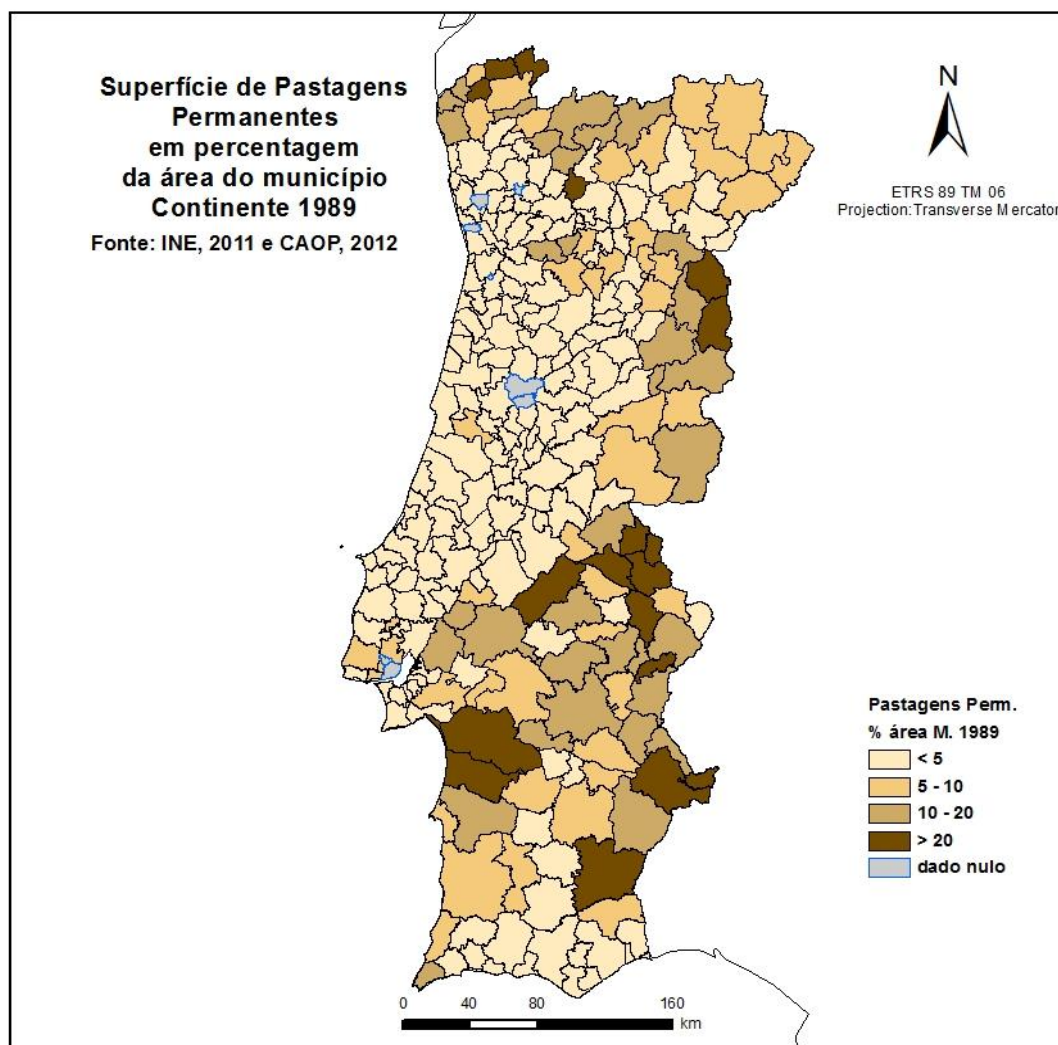 Superfície de Pastagens
Permanentes
em percentagem
da área do município
Continente 1989
Fonte: INE, 2011 e CAOP, 2012
N
ETRS 89 TM 06
Projection: Transverse Mercator
Pastagens Perm.
% área M. 1989
< 5
5 - 10
10 - 20
> 20
dado nulo
0 40 80 160
km